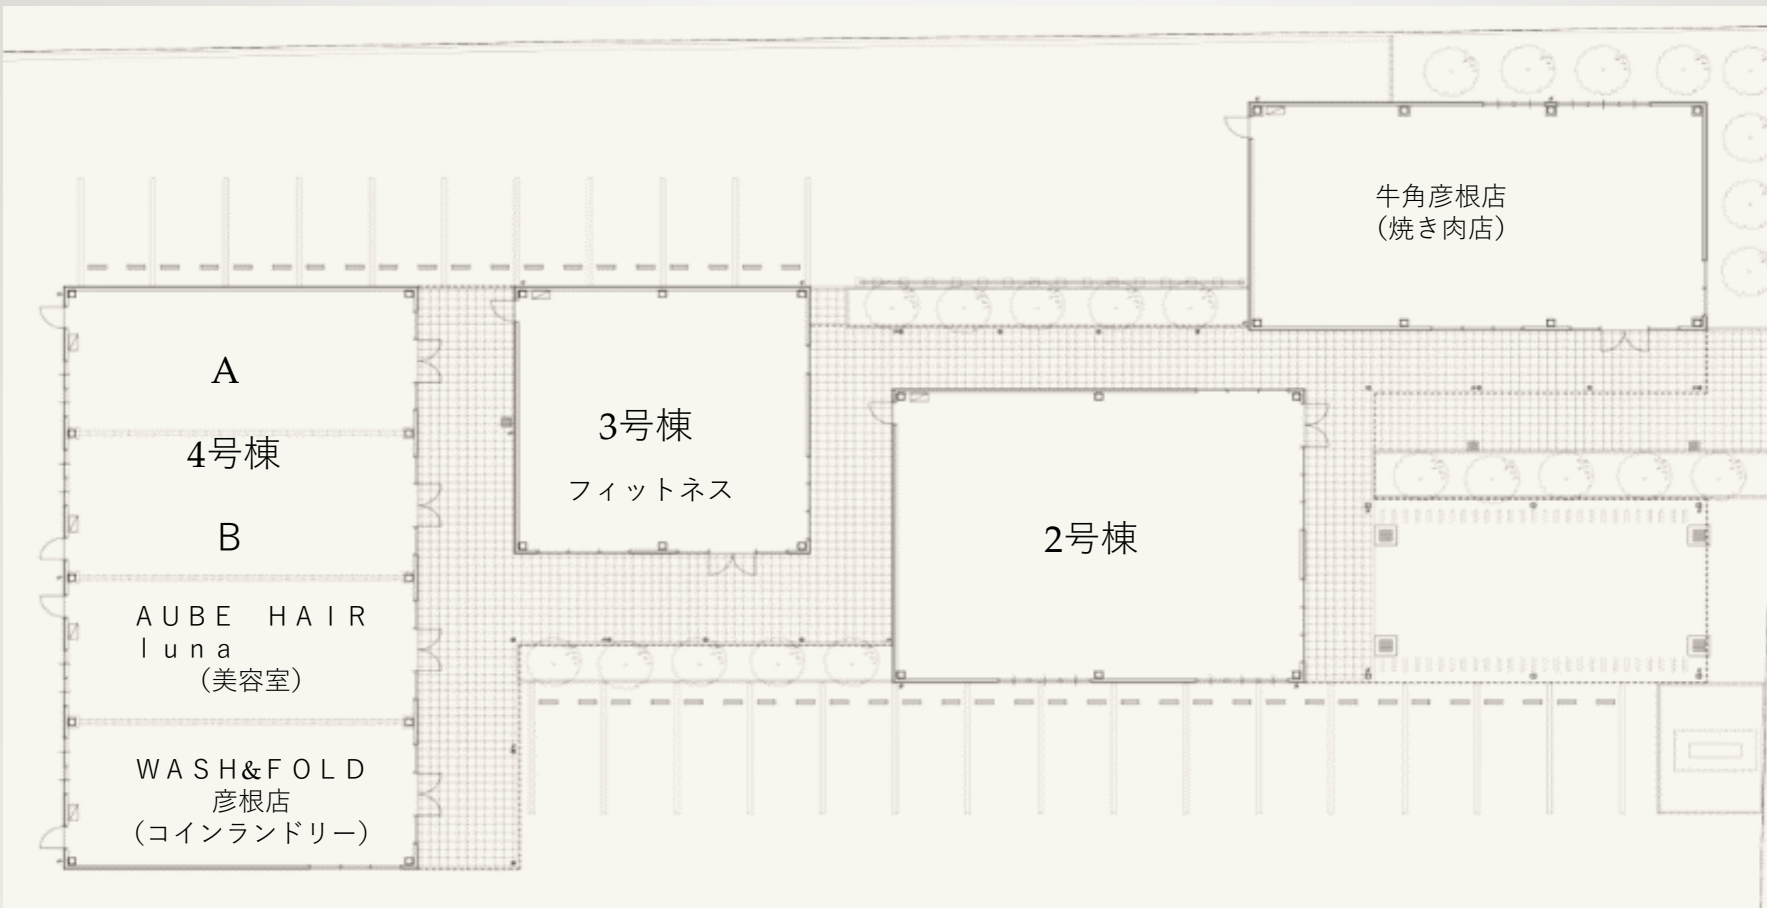 牛角彦根店
（焼き肉店）
A
4号棟
B
ＡＵＢＥ　ＨＡＩＲ
ｌｕｎａ
（美容室）
ＷＡＳＨ&ＦＯＬＤ
彦根店
（コインランドリー）
3号棟
フィットネス
2号棟